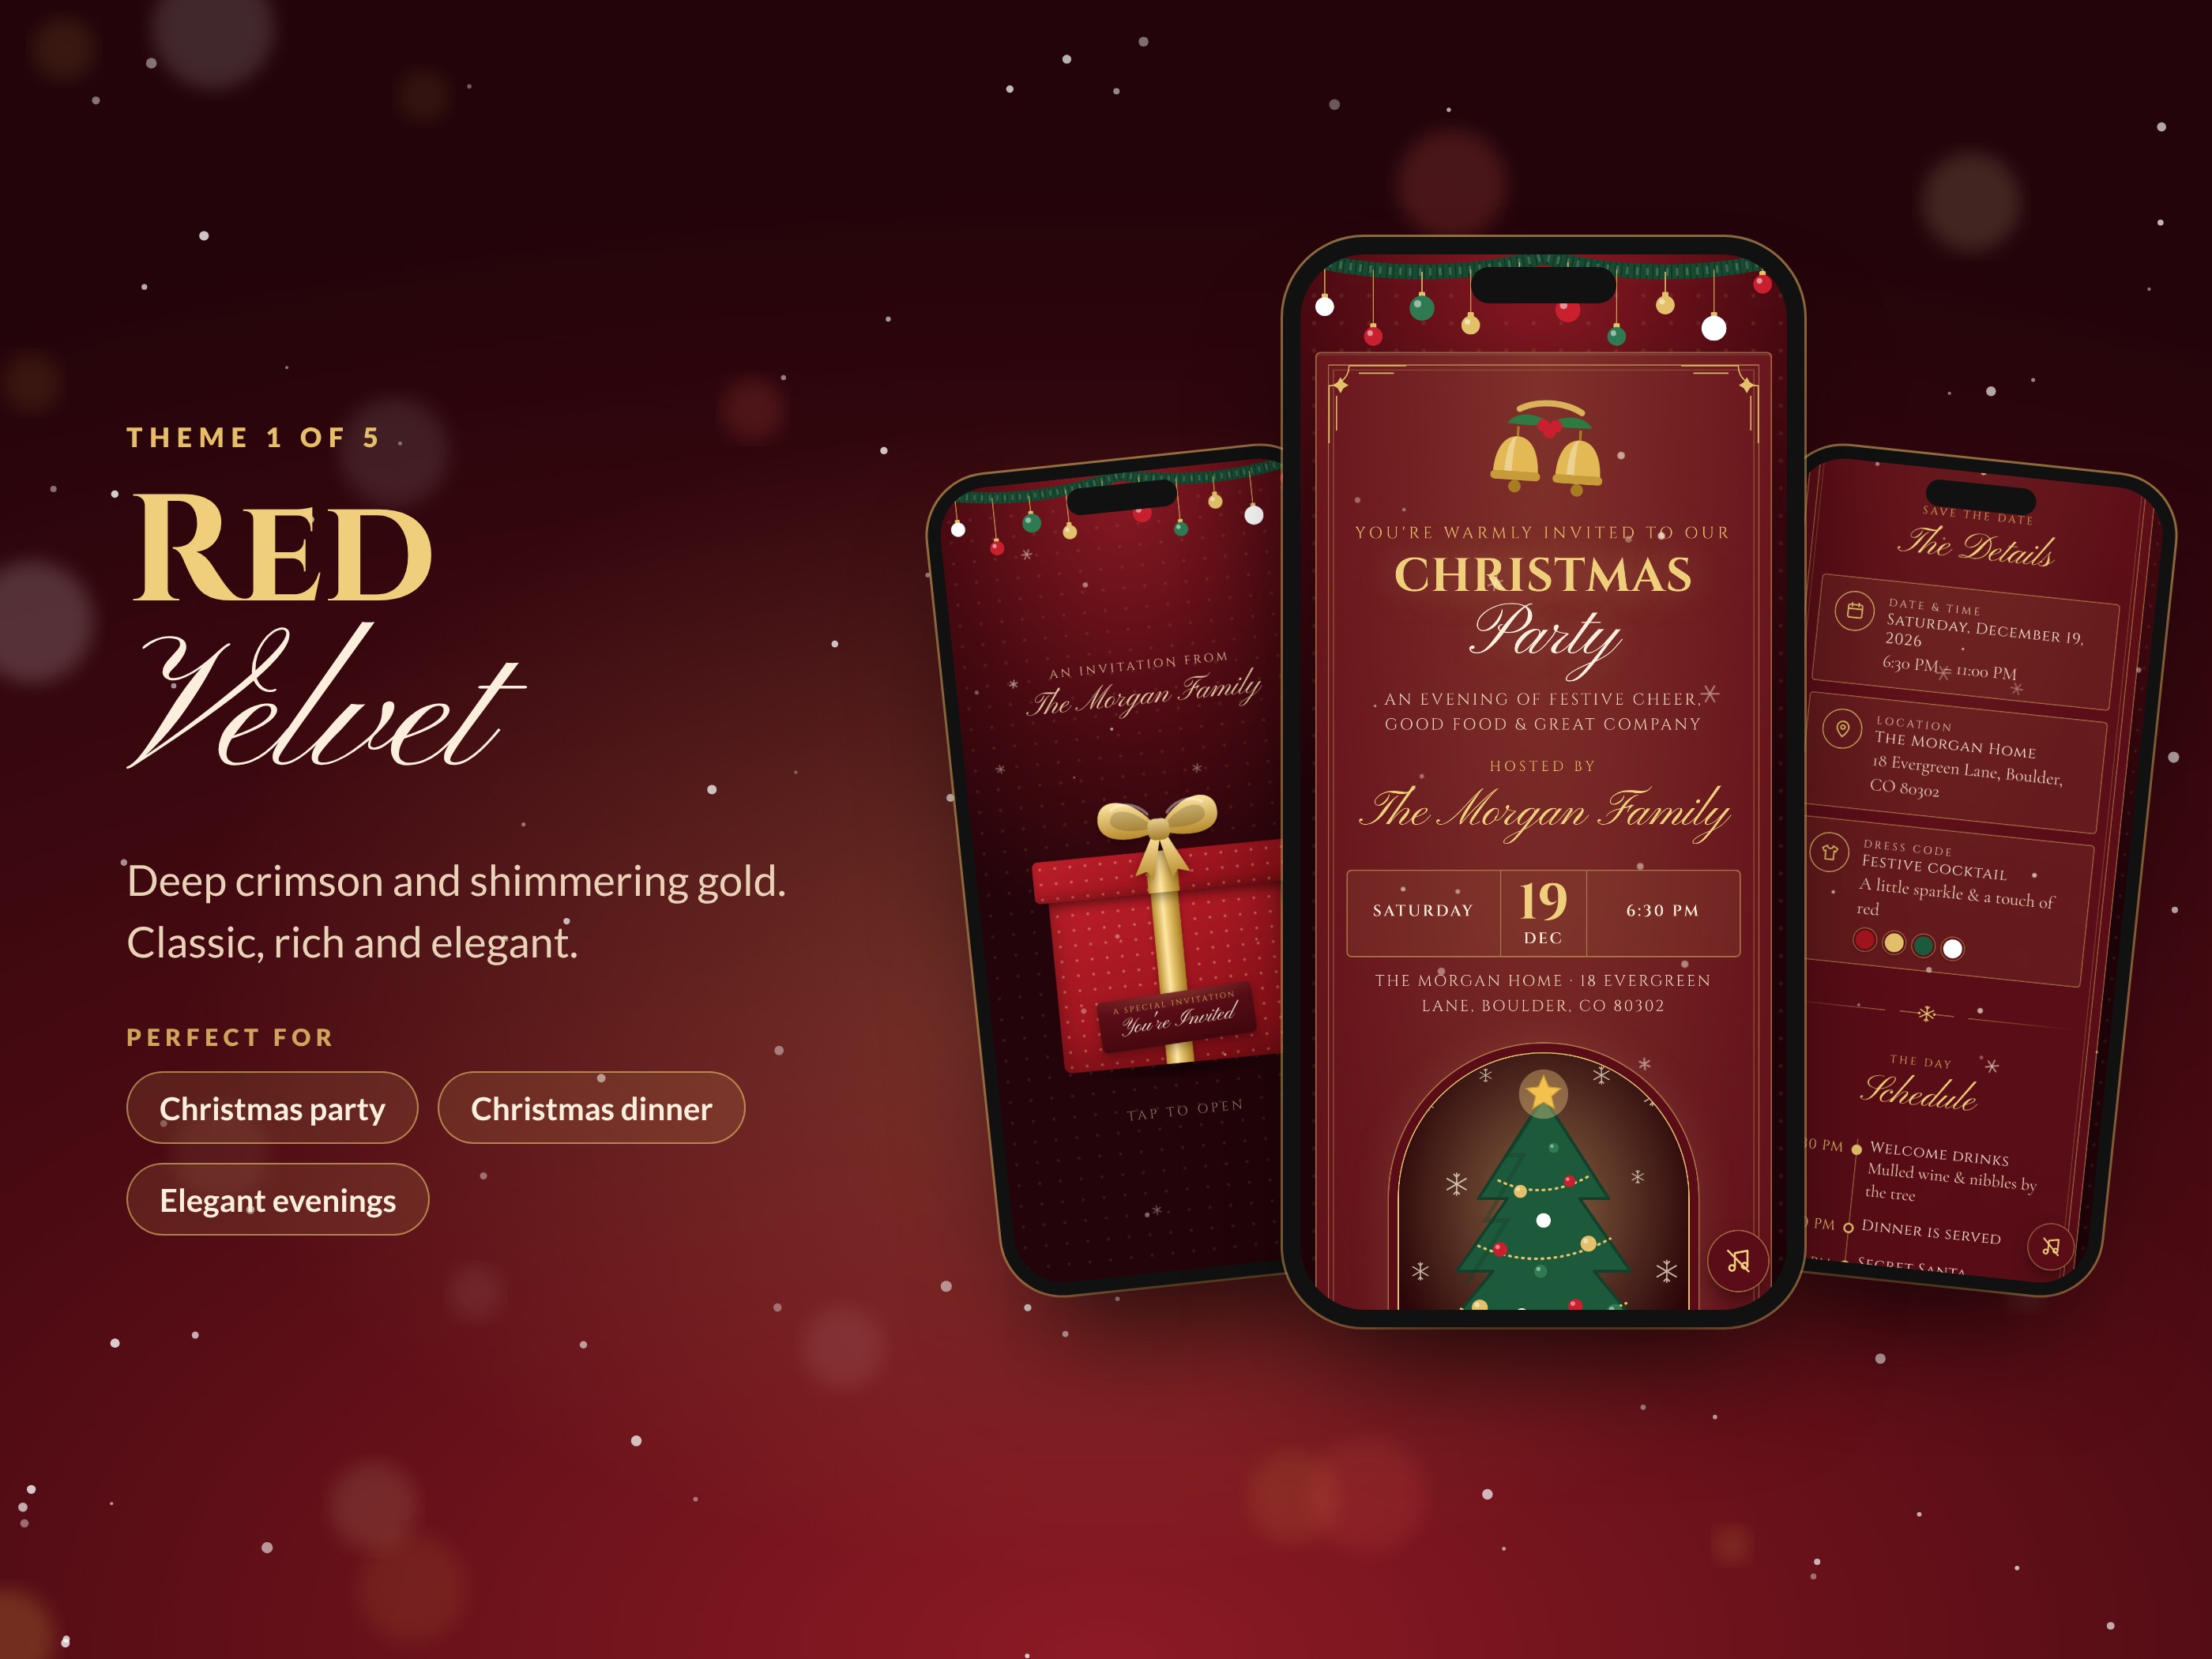 THEME 1 OF 5
RED
Velvet
Deep crimson and shimmering gold.
Classic, rich and elegant.
PERFECT FOR
Christmas party
Christmas dinner
Elegant evenings
AN INVITATION FROM
The Morgan Family
A SPECIAL INVITATION
You're Invited
TAP TO OPEN
YOU'RE WARMLY INVITED TO OUR
CHRISTMAS
Party
AN EVENING OF FESTIVE CHEER,
GOOD FOOD & GREAT COMPANY
HOSTED BY
The Morgan Family
SATURDAY
19
DEC
6:30 PM
THE MORGAN HOME · 18 EVERGREEN
LANE, BOULDER, CO 80302
SAVE THE DATE
The Details
DATE & TIME
SATURDAY, DECEMBER 19,
2026
6:30 PM – 11:00 PM
LOCATION
THE MORGAN HOME
18 Evergreen Lane, Boulder,
CO 80302
DRESS CODE
FESTIVE COCKTAIL
A little sparkle & a touch of
red
THE DAY
Schedule
PM
WELCOME DRINKS
Mulled wine & nibbles by
the tree
PM
DINNER IS SERVED
SECRET SANTA